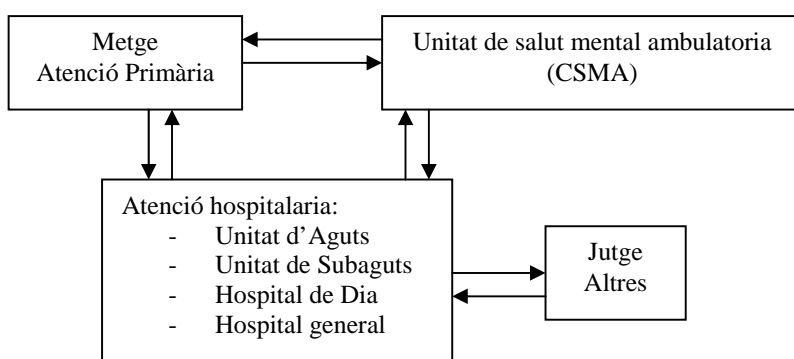 Metge
Atenció Primària
Unitat de salut mental ambulatoria
(CSMA)
Atenció hospitalaria:
- Unitat d’Aguts
- Unitat de Subaguts
- Hospital de Dia
- Hospital general
Jutge
Altres